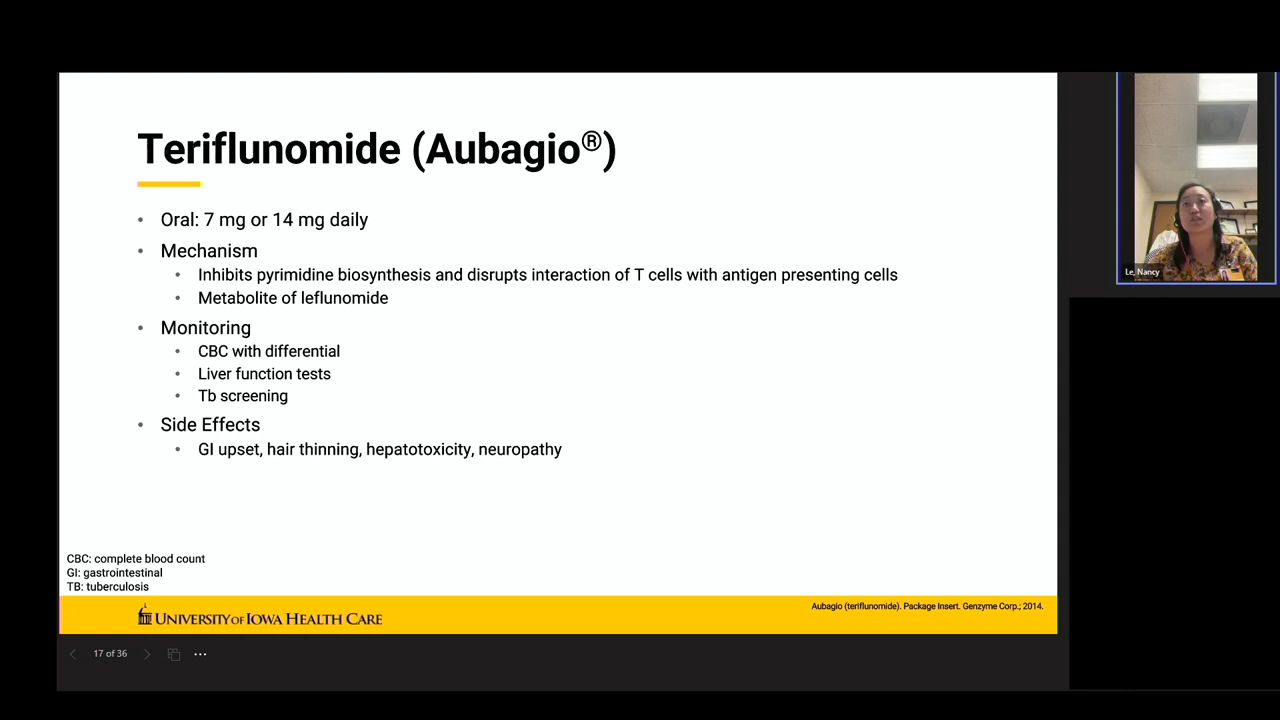 Teriflunomide (Aubagio®)
• Oral: 7 mg or 14 mg daily
• Mechanism
• Inhibits pyrimidine biosynthesis and disrupts interaction of T cells with antigen presenting cells
• Metabolite of leflunomide
• Monitoring
• CBC with differential
• Liver function tests
• Tb screening
• Side Effects
• GI upset, hair thinning, hepatotoxicity, neuropathy
CBC: complete blood count
GI: gastrointestinal
TB: tuberculosis
UNIVERSITY OF IOWA HEALTH CARE
Aubagio (teriflunomide). Package Insert. Genzyme Corp.; 2014.
17 of 36
Le, Nancy